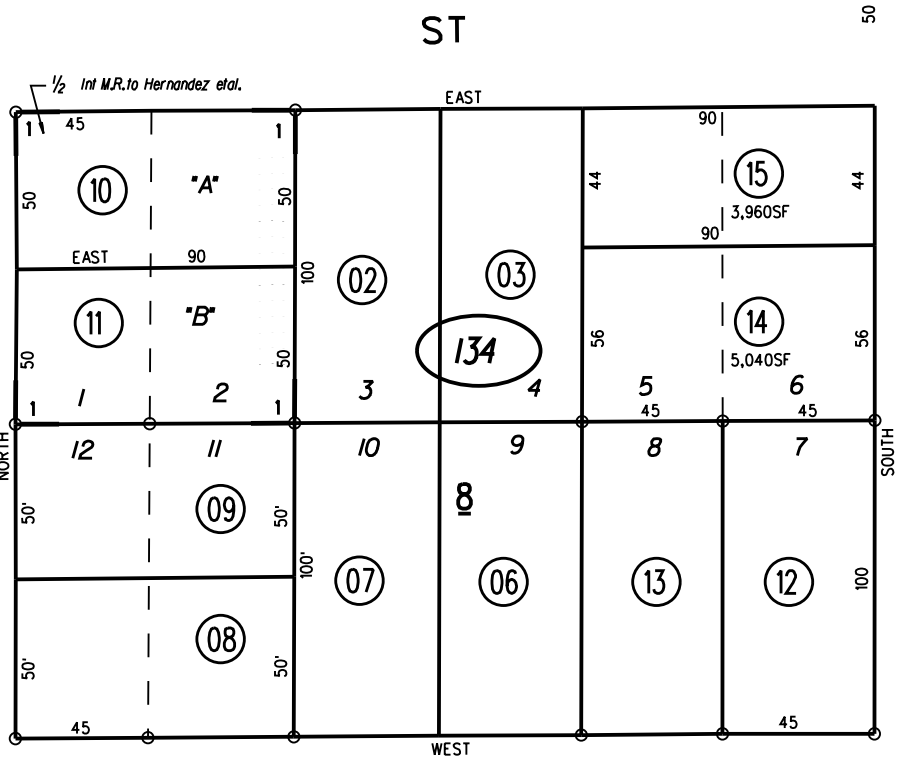 50
ST
½ Int M.R. to Hernandez etal.
EAST
1 45 1 90
10 "A" 50 50 44 15 44
3,960SF
EAST 90 90
02 03 100
11 "B" 134 56 14 56
5,040SF
50 50
1 1 2 1 3 4 5 6
45 45
NORTH 12 11 10 9 8 7 SOUTH
8
50' 09 50'
100' 07 06 13 12 100
50' 08 50'
45 45
WEST